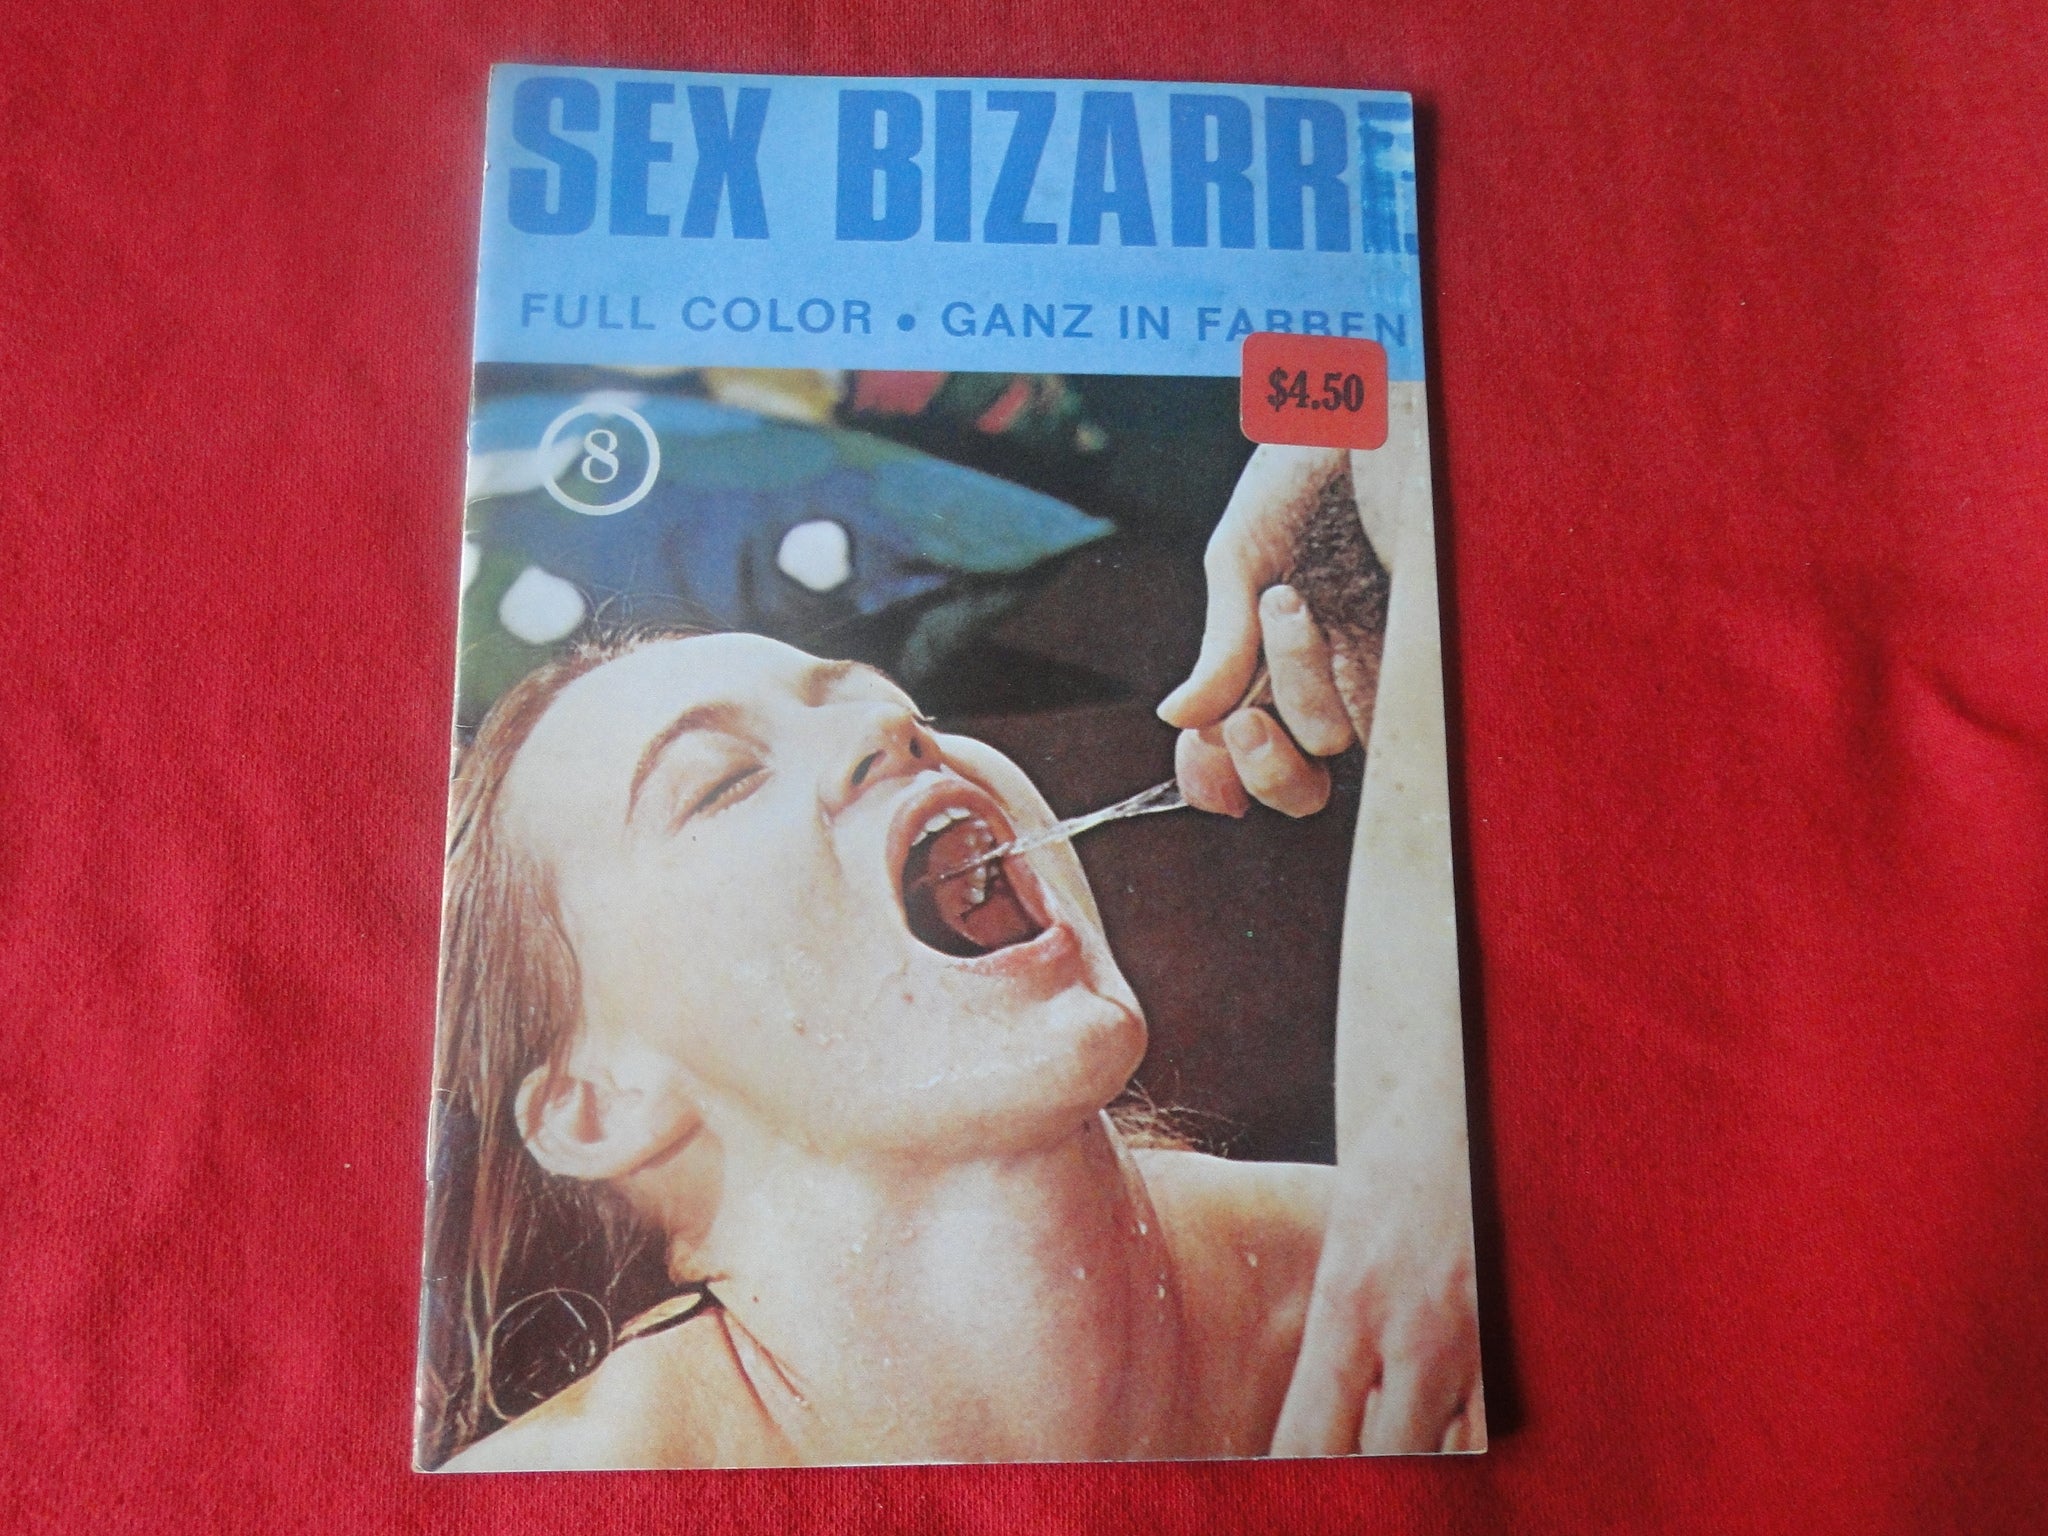 SEX BIZARRE
FULL COLOR • GANZ IN FARBEN
$4.50
8